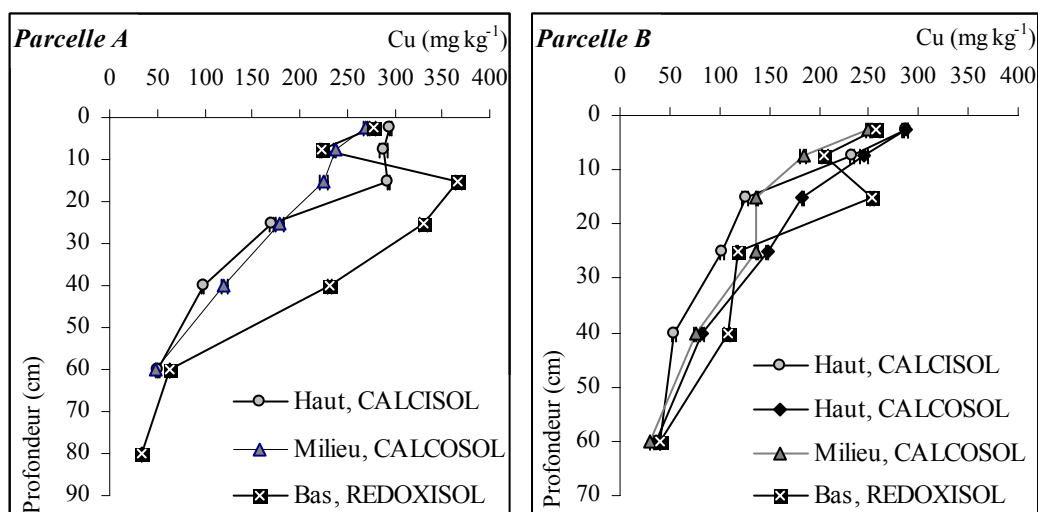 Parcelle A
Cu (mg kg-1)
0 50 100 150 200 250 300 350 400
0
10
20
30
40
50
60
70
80
90
Profondeur (cm)
Haut, CALCISOL
Milieu, CALCOSOL
Bas, REDOXISOL
Parcelle B
Cu (mg kg-1)
0 50 100 150 200 250 300 350 400
0
10
20
30
40
50
60
70
Profondeur (cm)
Haut, CALCISOL
Haut, CALCOSOL
Milieu, CALCOSOL
Bas, REDOXISOL